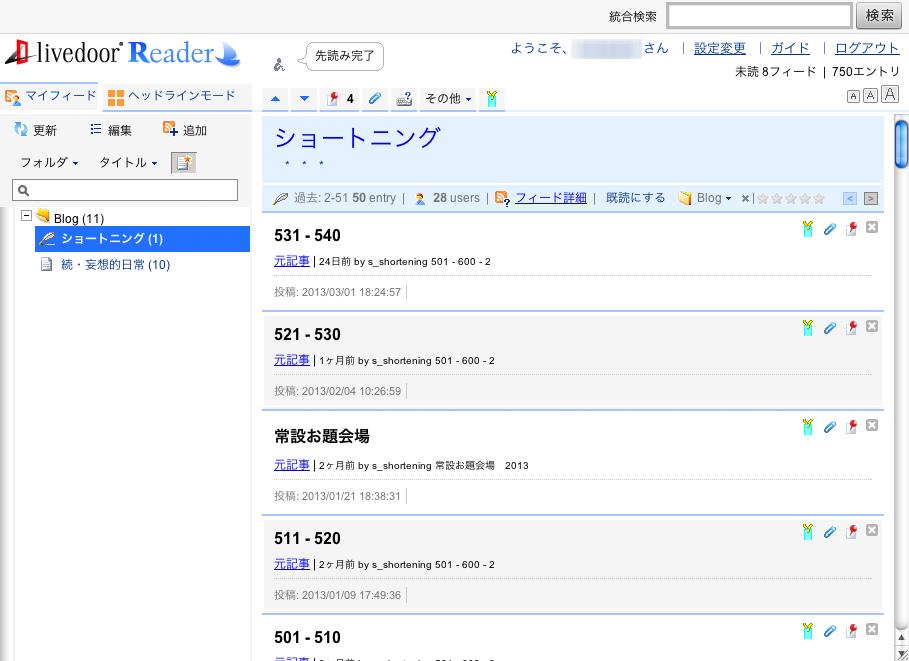 統合検索 検索
livedoor Reader
先読み完了
ようこそ、 さん | 設定変更 | ガイド | ログアウト
未読 8フィード | 750エントリ
マイフィード ヘッドラインモード
4 その他
A A A
更新 編集 追加
フォルダ タイトル
Blog (11)
ショートニング (1)
続・妄想的日常 (10)
ショートニング
* * *
過去: 2-51 50 entry | 28 users | フィード詳細 | 既読にする Blog × | ☆☆☆☆☆ < >
531 - 540
元記事 | 24日前 by s_shortening 501 - 600 - 2
投稿: 2013/03/01 18:24:57
521 - 530
元記事 | 1ヶ月前 by s_shortening 501 - 600 - 2
投稿: 2013/02/04 10:26:59
常設お題会場
元記事 | 2ヶ月前 by s_shortening 常設お題会場　2013
投稿: 2013/01/21 18:38:31
511 - 520
元記事 | 2ヶ月前 by s_shortening 501 - 600 - 2
投稿: 2013/01/09 17:49:36
501 - 510